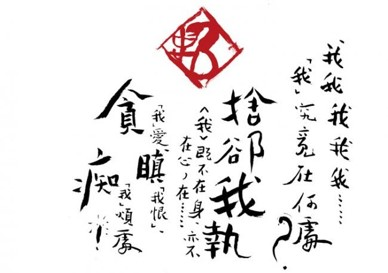 我我我我我……
「我」究竟在何處?
捨卻我執
〈我〉既不在身、亦不
在心、在……
「我愛」、「我恨」、
「我」煩
貪
瞋
痴!